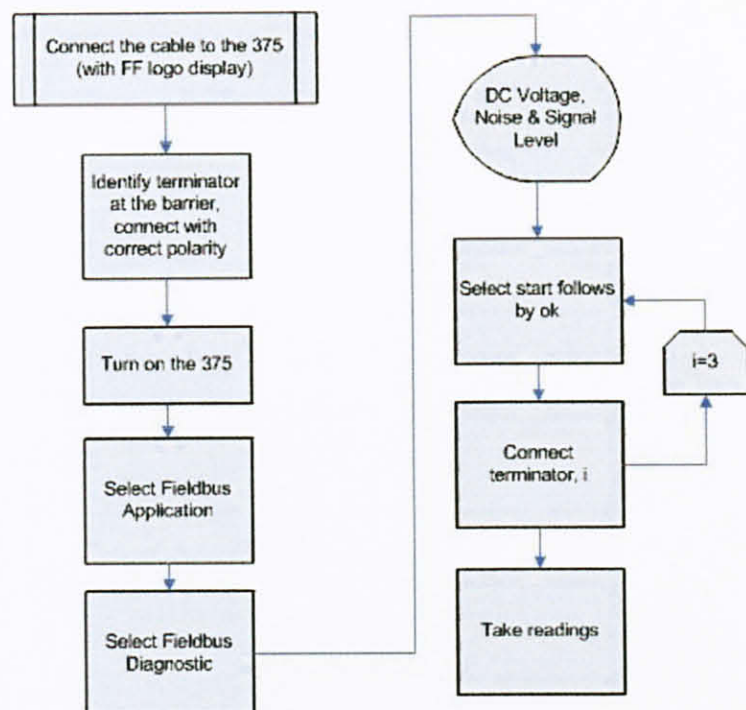 Connect the cable to the 375
(with FF logo display)
Identify terminator
at the barrier,
connect with
correct polarity
Turn on the 375
Select Fieldbus
Application
Select Fieldbus
Diagnostic
DC Voltage,
Noise & Signal
Level
Select start follows
by ok
i=3
Connect
terminator, i
Take readings